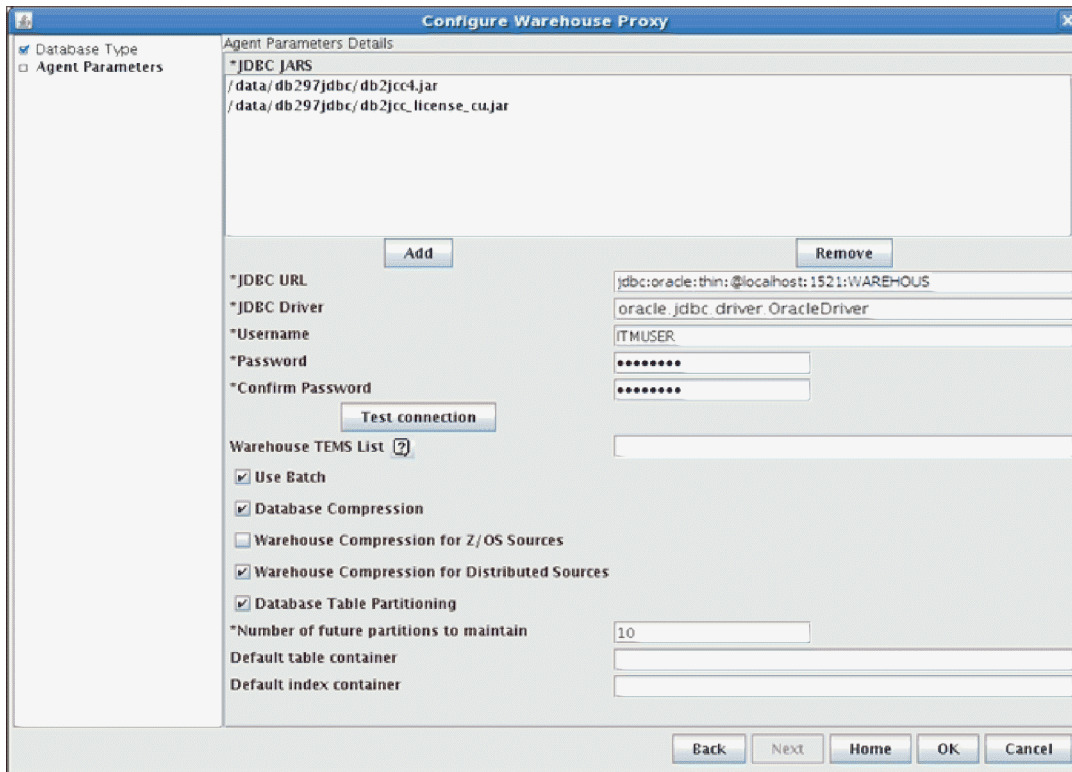 Configure Warehouse Proxy
Database Type
Agent Parameters
Agent Parameters Details
*JDBC JARS
/data/db297jdbc/db2jcc4.jar
/data/db297jdbc/db2jcc_license_cu.jar
Add
Remove
*JDBC URL
jdbc:oracle:thin:@localhost:1521:WAREHOUS
*JDBC Driver
oracle.jdbc.driver.OracleDriver
*Username
ITMUSER
*Password
••••••••
*Confirm Password
••••••••
Test connection
Warehouse TEMS List ?
Use Batch
Database Compression
Warehouse Compression for Z/OS Sources
Warehouse Compression for Distributed Sources
Database Table Partitioning
*Number of future partitions to maintain
10
Default table container
Default index container
Back
Next
Home
OK
Cancel